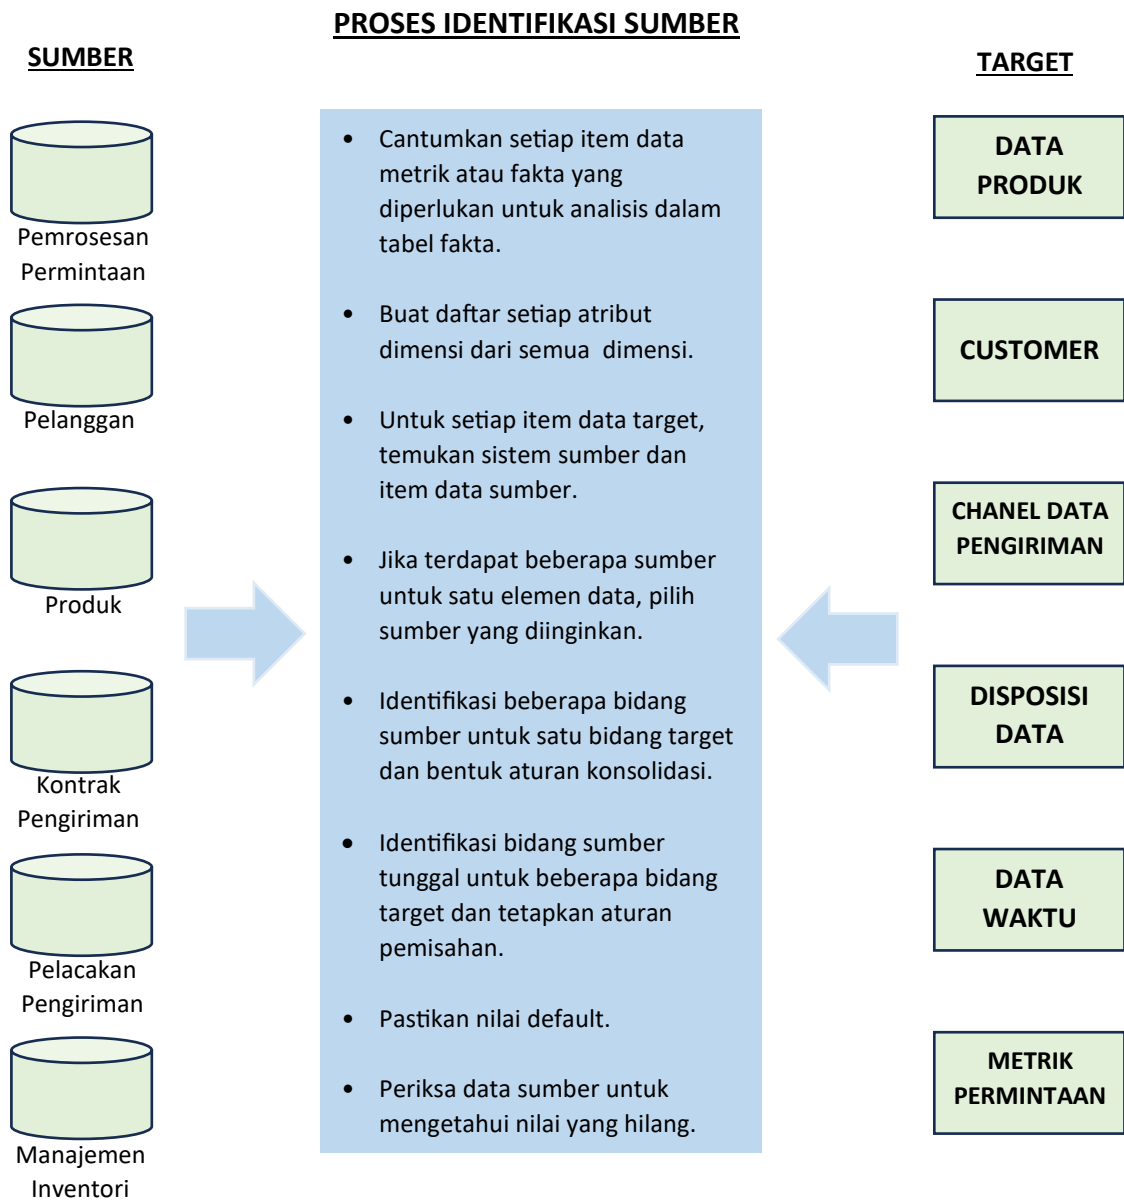 PROSES IDENTIFIKASI SUMBER
SUMBER
Pemrosesan
Permintaan
Pelanggan
Produk
Kontrak
Pengiriman
Pelacakan
Pengiriman
Manajemen
Inventori
• Cantumkan setiap item data
metrik atau fakta yang
diperlukan untuk analisis dalam
tabel fakta.
• Buat daftar setiap atribut
dimensi dari semua dimensi.
• Untuk setiap item data target,
temukan sistem sumber dan
item data sumber.
• Jika terdapat beberapa sumber
untuk satu elemen data, pilih
sumber yang diinginkan.
• Identifikasi beberapa bidang
sumber untuk satu bidang target
dan bentuk aturan konsolidasi.
• Identifikasi bidang sumber
tunggal untuk beberapa bidang
target dan tetapkan aturan
pemisahan.
• Pastikan nilai default.
• Periksa data sumber untuk
mengetahui nilai yang hilang.
TARGET
DATA
PRODUK
CUSTOMER
CHANEL DATA
PENGIRIMAN
DISPOSISI
DATA
DATA
WAKTU
METRIK
PERMINTAAN